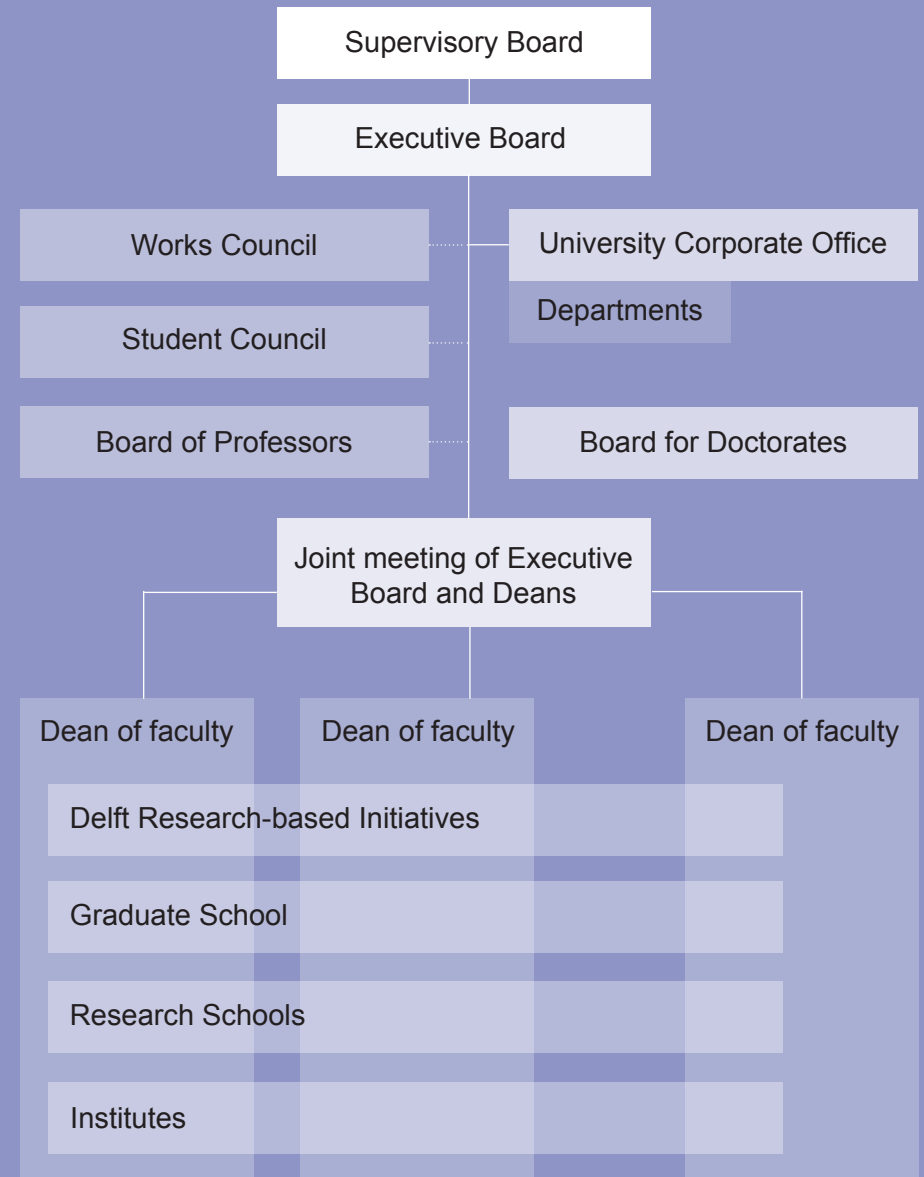 Supervisory Board
Executive Board
Works Council
University Corporate Office
Departments
Student Council
Board of Professors
Board for Doctorates
Joint meeting of Executive
Board and Deans
Dean of faculty
Dean of faculty
Dean of faculty
Delft Research-based Initiatives
Graduate School
Research Schools
Institutes